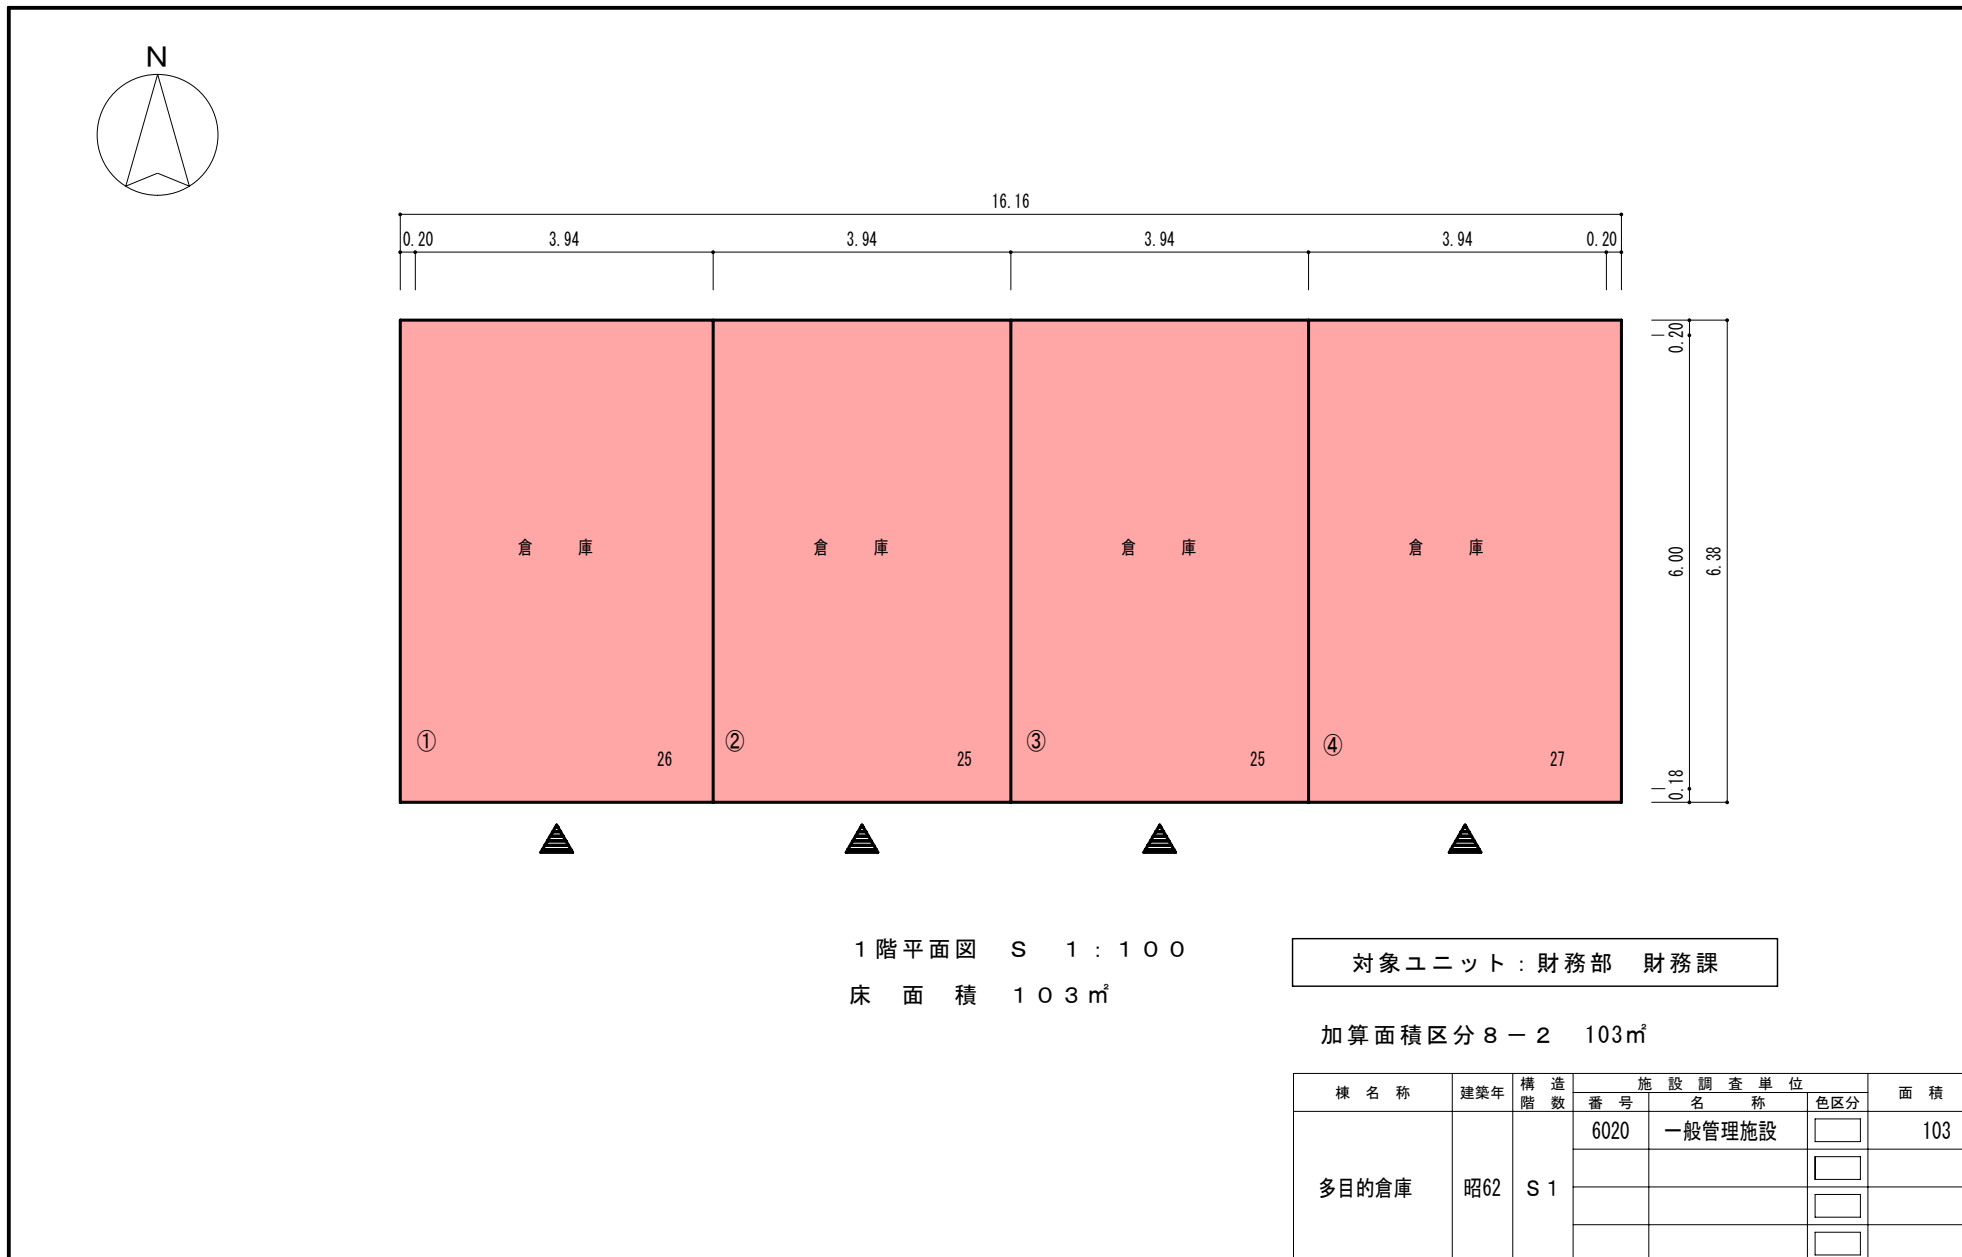 N
16.16
0.20 3.94 3.94 3.94 3.94 0.20
0.20
6.00
6.38
0.18
倉 庫 倉 庫 倉 庫 倉 庫
① 26 ② 25 ③ 25 ④ 27
1階平面図 S 1:100
床 面 積 103㎡
対象ユニット:財務部 財務課
加算面積区分8-2 103㎡
棟 名 称 建築年 構 造 階 数 施 設 調 査 単 位 面 積
番 号 名 称 色区分
6020 一般管理施設 103
多目的倉庫 昭62 S1